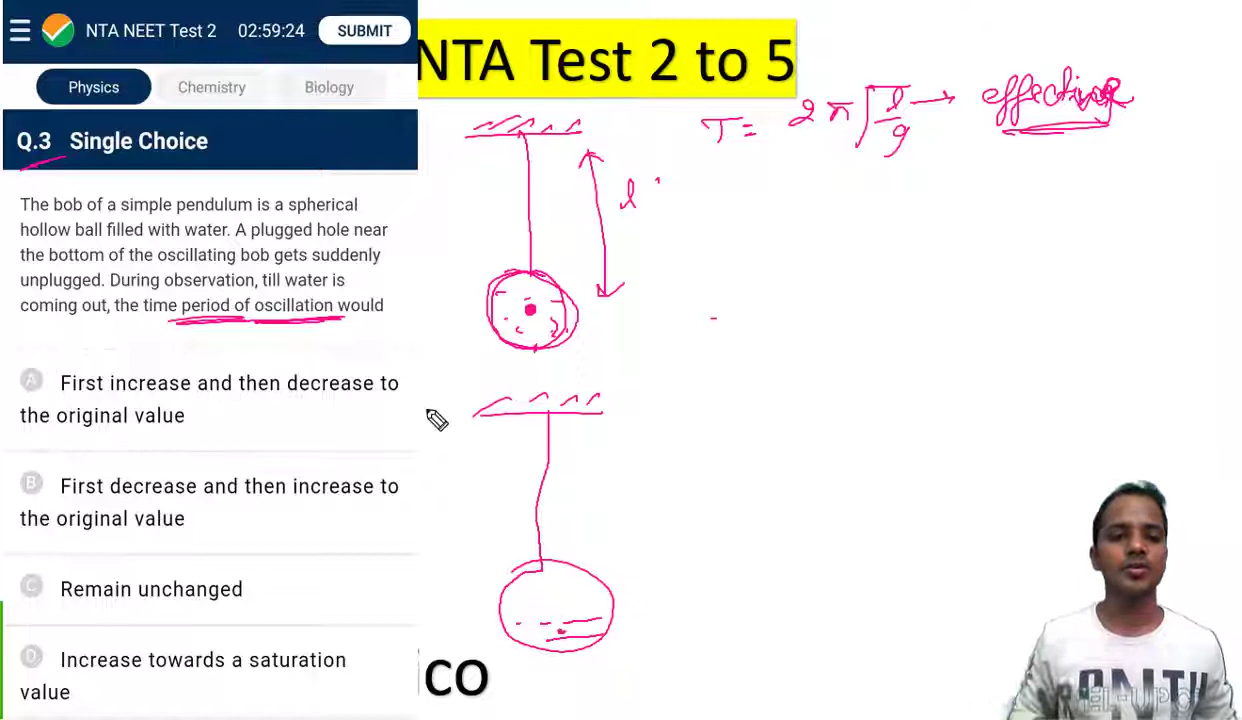 NTA NEET Test 2 02:59:24 SUBMIT
NTA Test 2 to 5
Physics Chemistry Biology
Q.3 Single Choice
The bob of a simple pendulum is a spherical
hollow ball filled with water. A plugged hole near
the bottom of the oscillating bob gets suddenly
unplugged. During observation, till water is
coming out, the time period of oscillation would
A First increase and then decrease to
the original value
B First decrease and then increase to
the original value
C Remain unchanged
D Increase towards a saturation
value
T = 2π√l/g → effective
l
ico